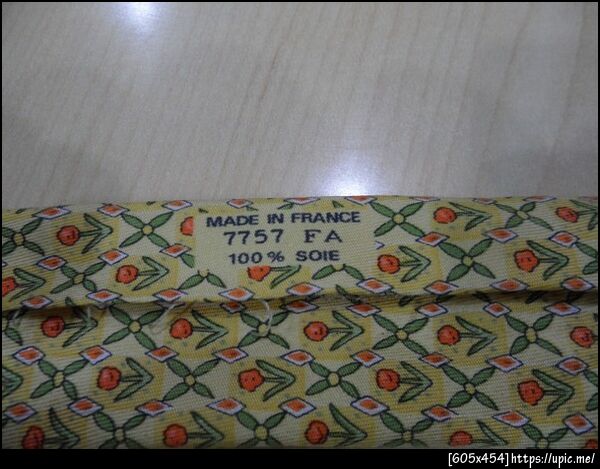 MADE IN FRANCE
7757 FA
100% SOIE
[605x454]https://upic.me/